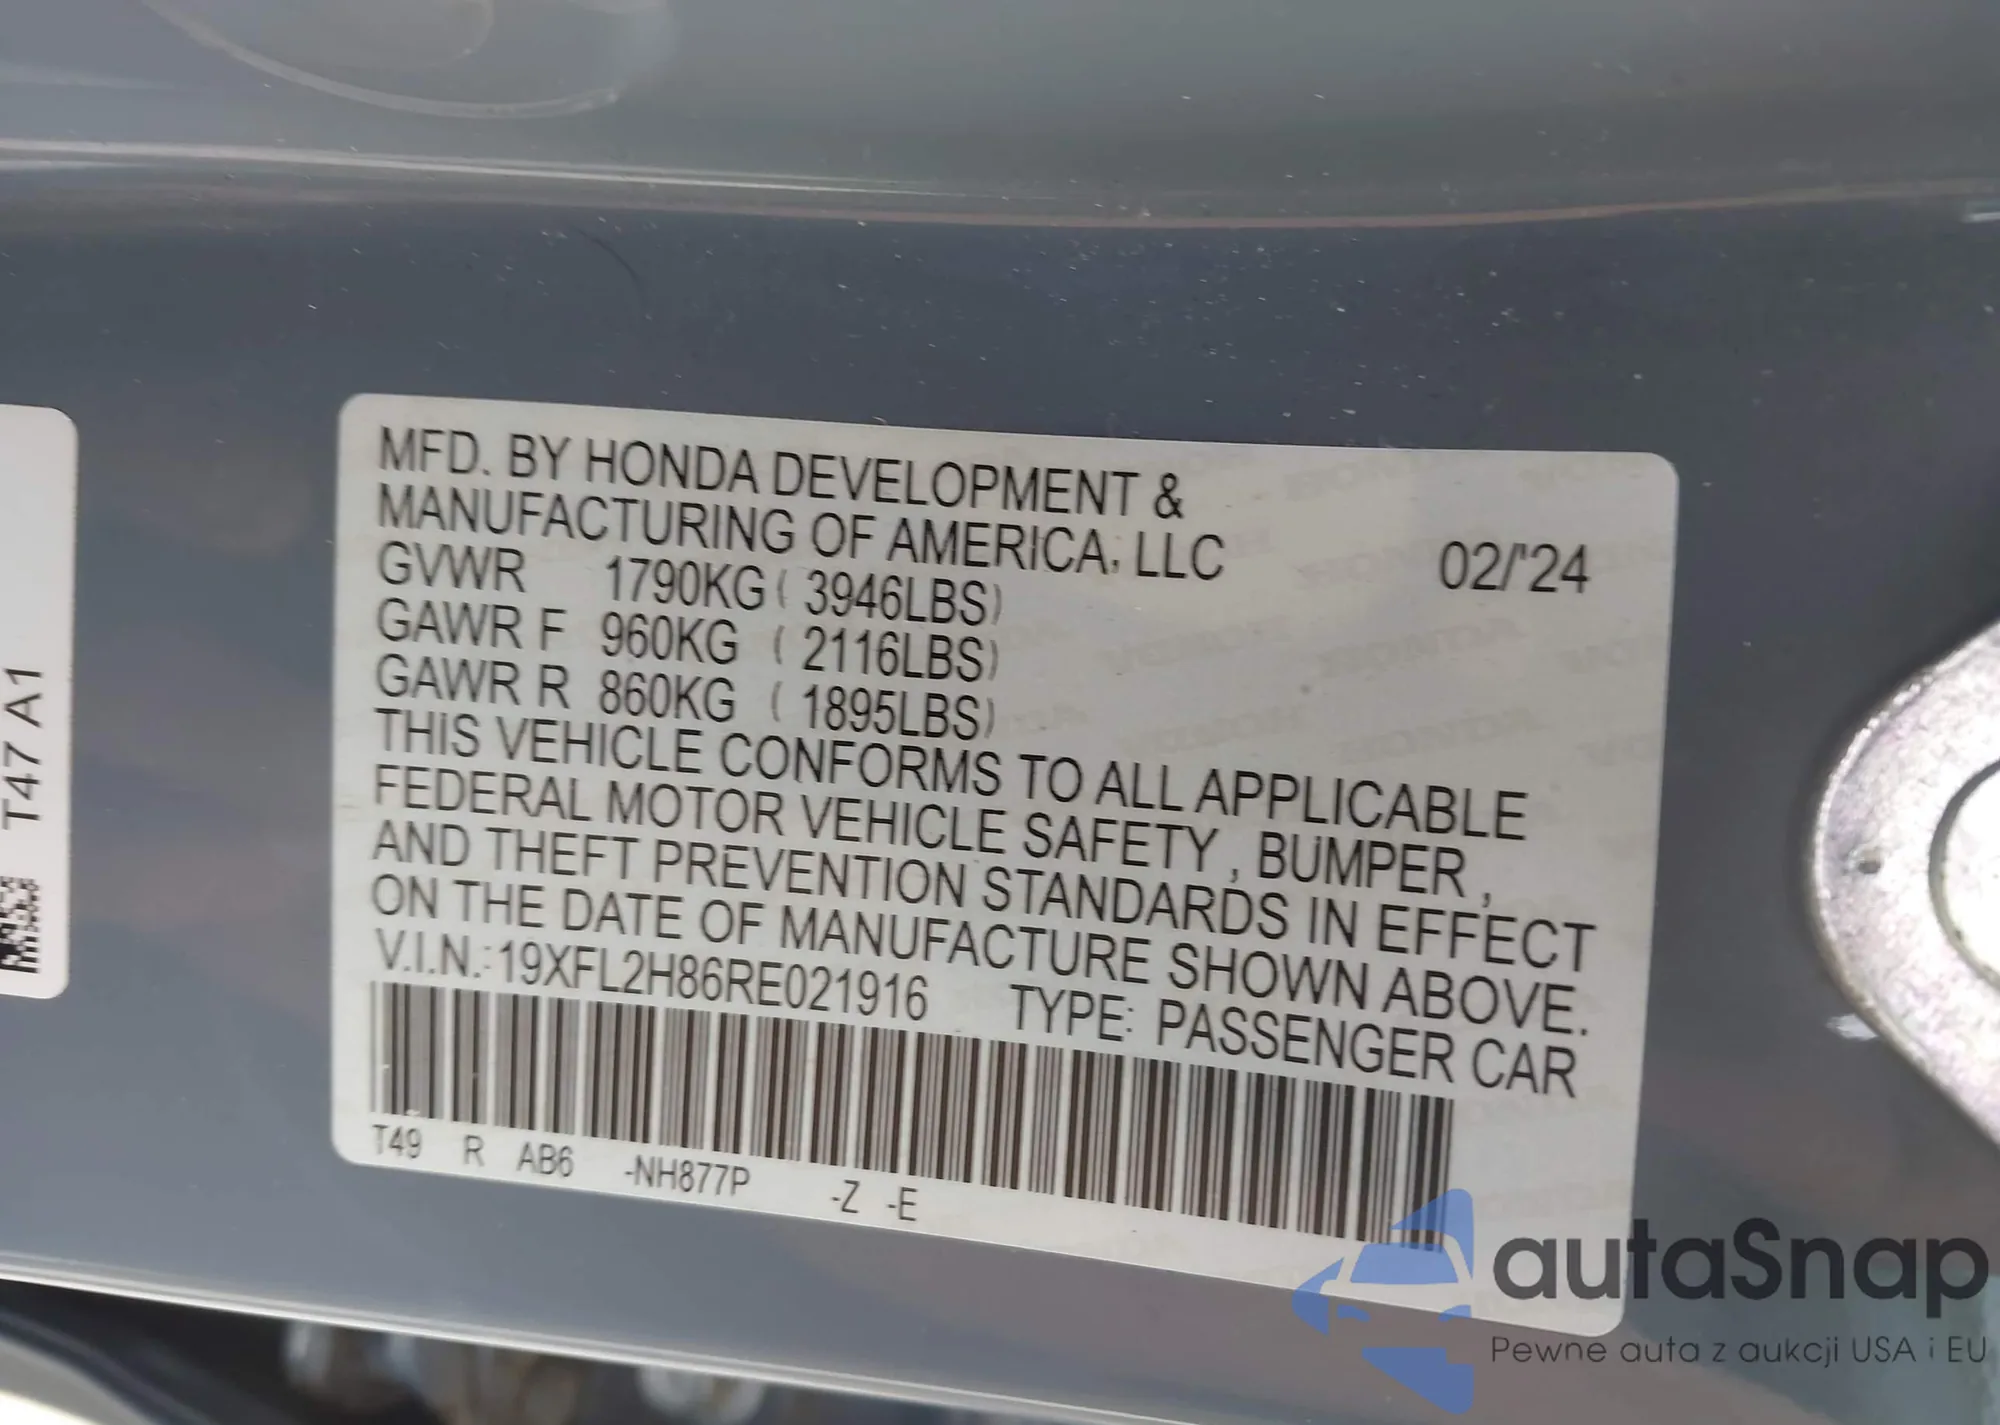 MFD. BY HONDA DEVELOPMENT &
MANUFACTURING OF AMERICA, LLC 02/'24
GVWR 1790KG ( 3946LBS)
GAWR F 960KG ( 2116LBS)
GAWR R 860KG ( 1895LBS)
THIS VEHICLE CONFORMS TO ALL APPLICABLE
FEDERAL MOTOR VEHICLE SAFETY , BUMPER ,
AND THEFT PREVENTION STANDARDS IN EFFECT
ON THE DATE OF MANUFACTURE SHOWN ABOVE.
V.I.N.: 19XFL2H86RE021916 TYPE: PASSENGER CAR
T49 R AB6 -NH877P -Z -E
T47 A1
autaSnap
Pewne auta z aukcji USA i EU